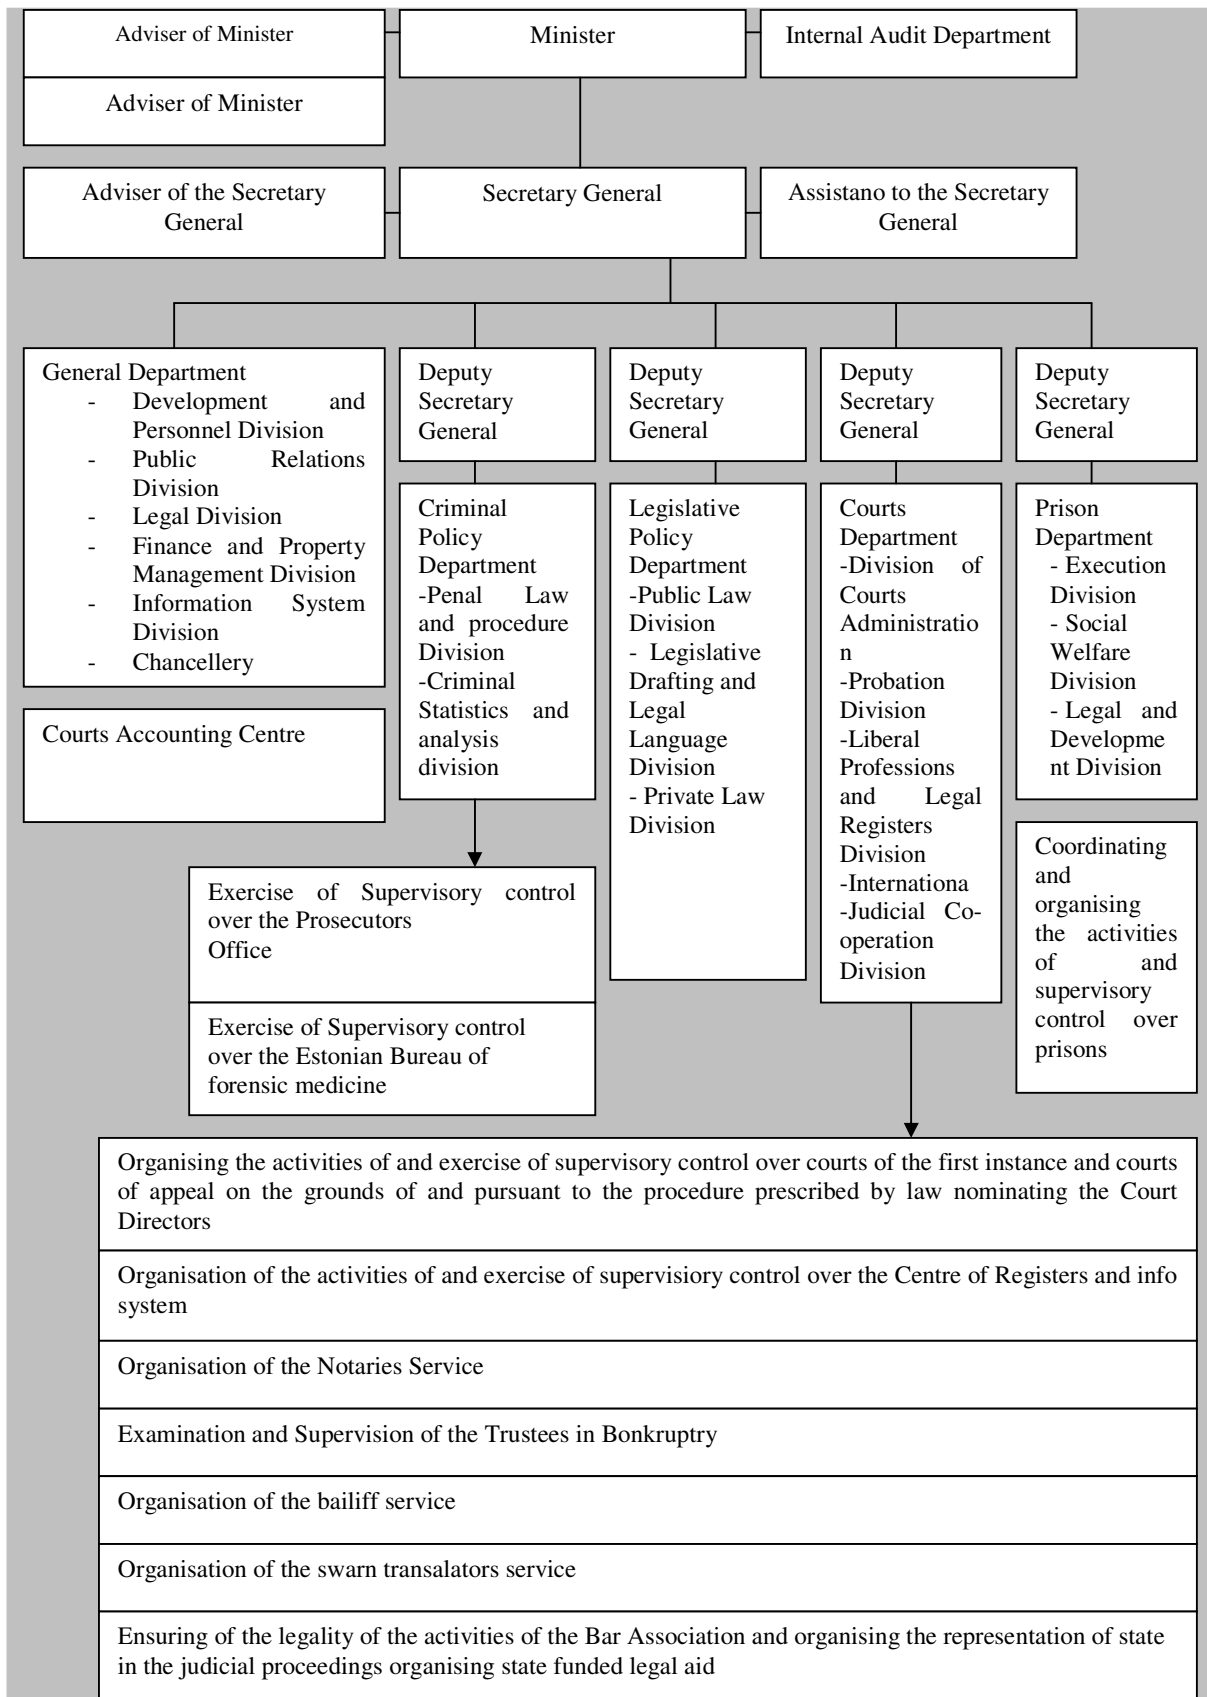 Adviser of Minister
Minister
Internal Audit Department
Adviser of Minister
Adviser of the Secretary
General
Secretary General
Assistano to the Secretary
General
General Department
- Development and
Personnel Division
- Public Relations
Division
- Legal Division
- Finance and Property
Management Division
- Information System
Division
- Chancellery
Courts Accounting Centre
Deputy
Secretary
General
Criminal
Policy
Department
-Penal Law
and procedure
Division
-Criminal
Statistics and
analysis
division
Exercise of Supervisory control
over the Prosecutors
Office
Exercise of Supervisory control
over the Estonian Bureau of
forensic medicine
Deputy
Secretary
General
Legislative
Policy
Department
-Public Law
Division
- Legislative
Drafting and
Legal
Language
Division
- Private Law
Division
Deputy
Secretary
General
Courts
Department
-Division of
Courts
Administratio
n
-Probation
Division
-Liberal
Professions
and Legal
Registers
Division
-Internationa
-Judicial Co-
operation
Division
Deputy
Secretary
General
Prison
Department
- Execution
Division
- Social
Welfare
Division
- Legal and
Developme
nt Division
Coordinating
and
organising
the activities
of and
supervisory
control over
prisons
Organising the activities of and exercise of supervisory control over courts of the first instance and courts
of appeal on the grounds of and pursuant to the procedure prescribed by law nominating the Court
Directors
Organisation of the activities of and exercise of supervisiory control over the Centre of Registers and info
system
Organisation of the Notaries Service
Examination and Supervision of the Trustees in Bonkruptry
Organisation of the bailiff service
Organisation of the swarn transalators service
Ensuring of the legality of the activities of the Bar Association and organising the representation of state
in the judicial proceedings organising state funded legal aid